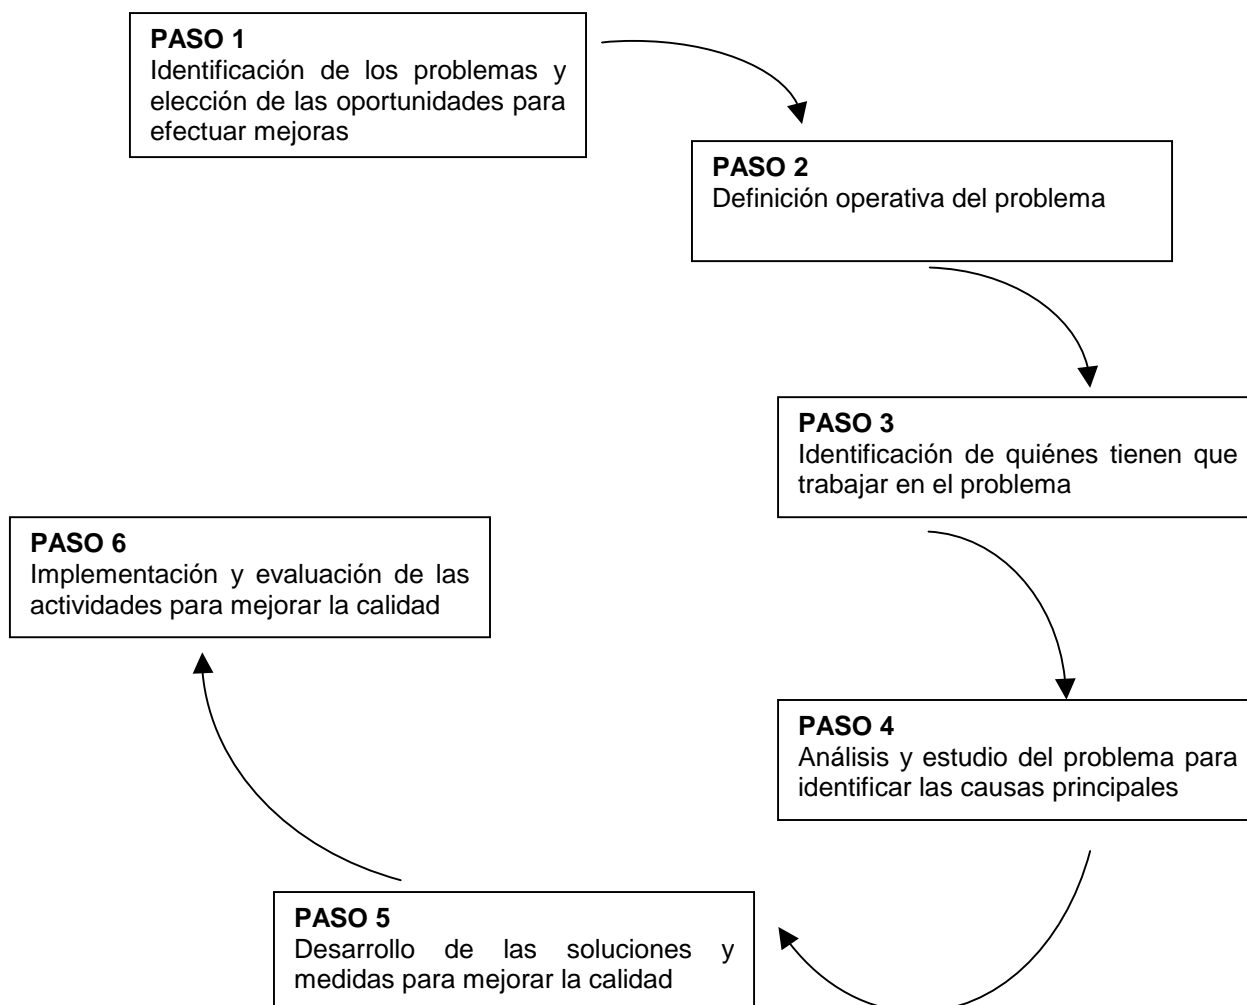 PASO 1
Identificación de los problemas y
elección de las oportunidades para
efectuar mejoras
PASO 2
Definición operativa del problema
PASO 3
Identificación de quiénes tienen que
trabajar en el problema
PASO 4
Análisis y estudio del problema para
identificar las causas principales
PASO 5
Desarrollo de las soluciones y
medidas para mejorar la calidad
PASO 6
Implementación y evaluación de las
actividades para mejorar la calidad